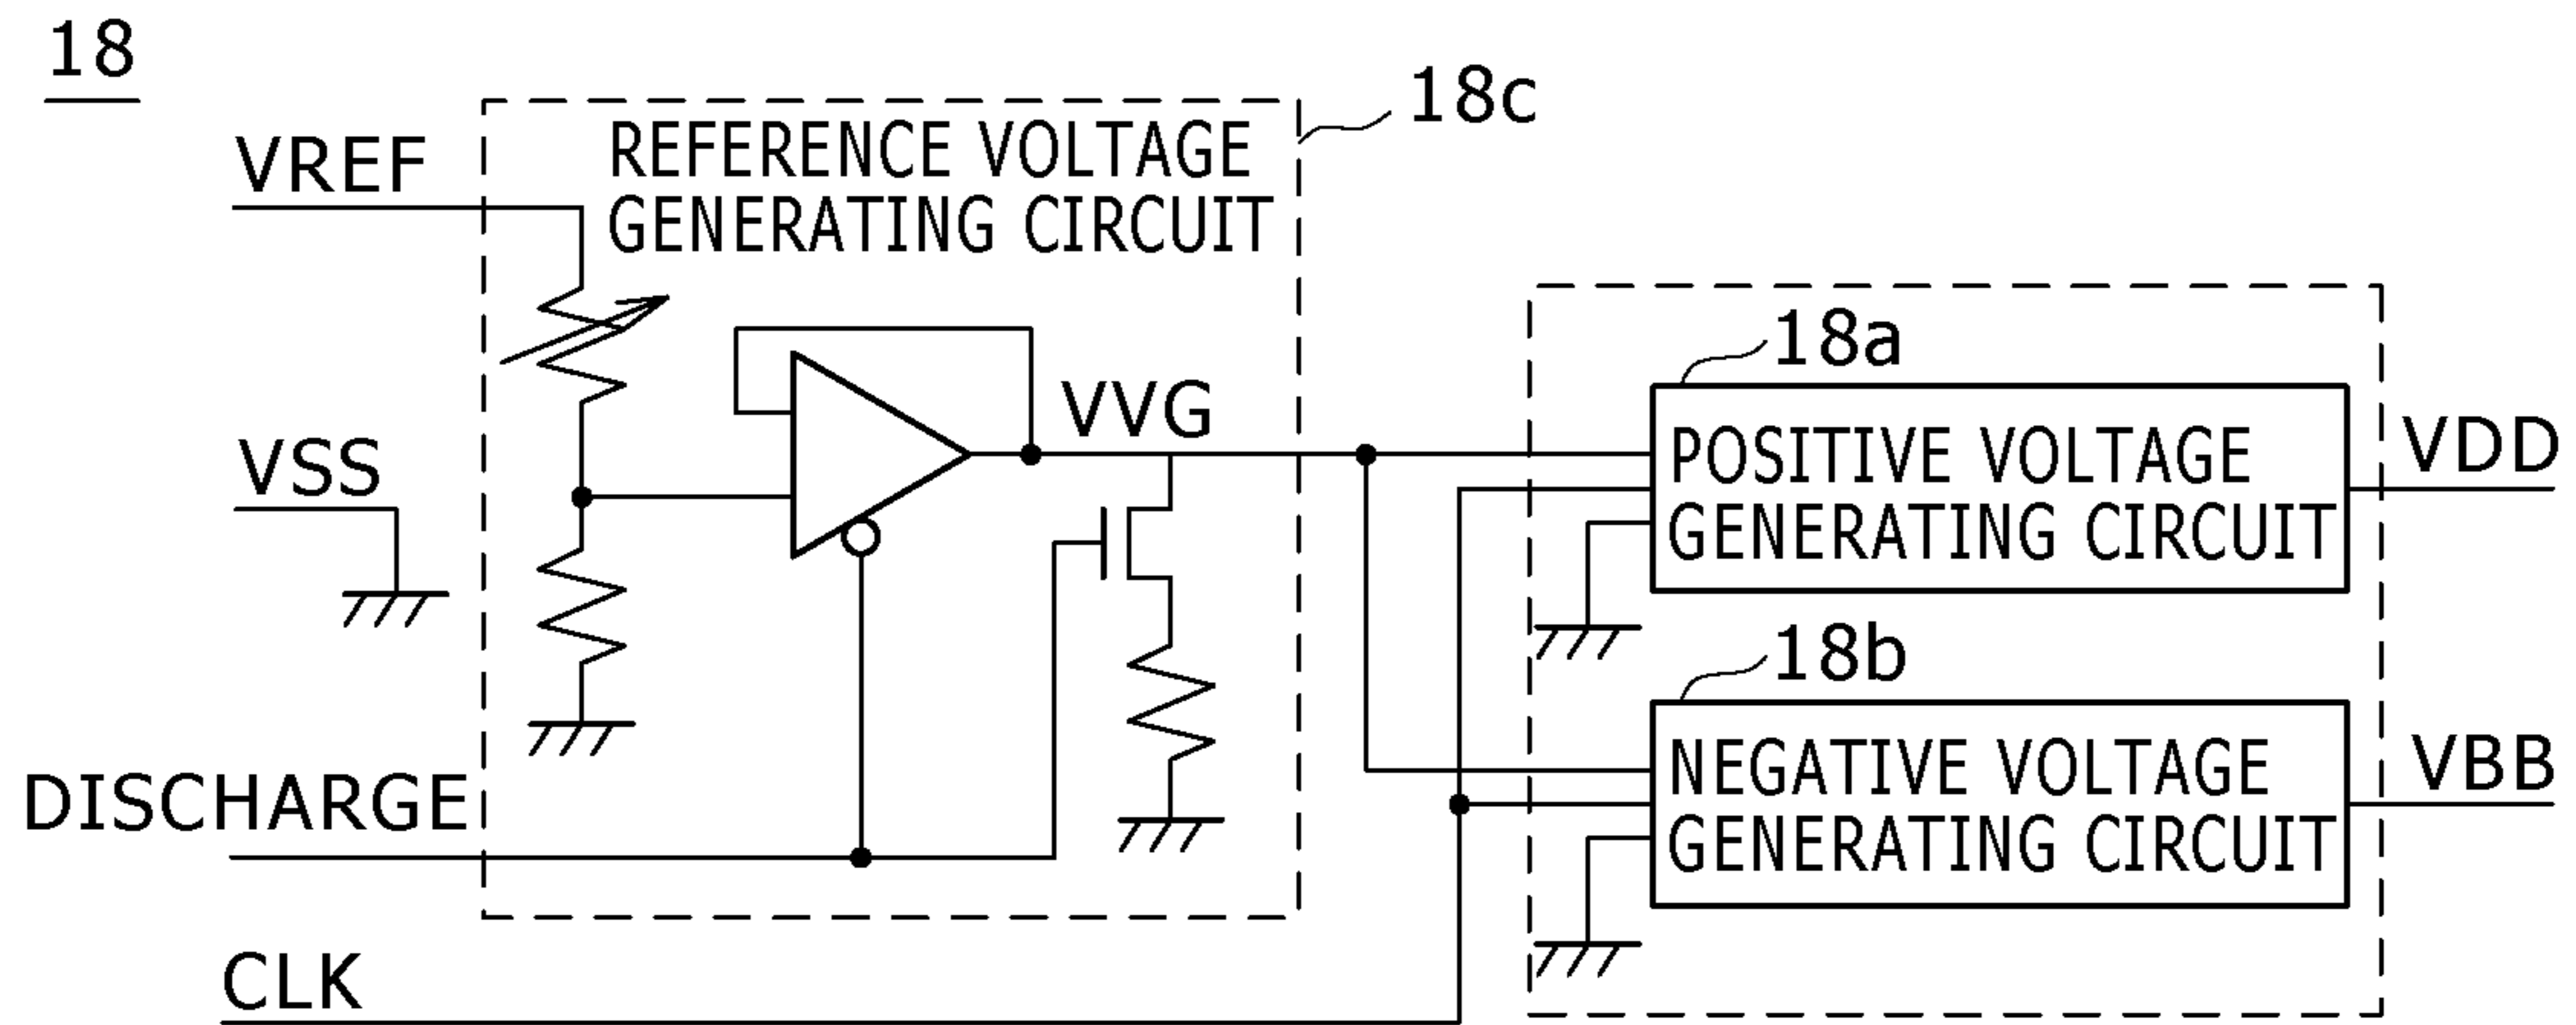 18
18c
REFERENCE VOLTAGE
GENERATING CIRCUIT
VREF
VSS
VVG
18a
POSITIVE VOLTAGE
GENERATING CIRCUIT
VDD
18b
NEGATIVE VOLTAGE
GENERATING CIRCUIT
VBB
DISCHARGE
CLK